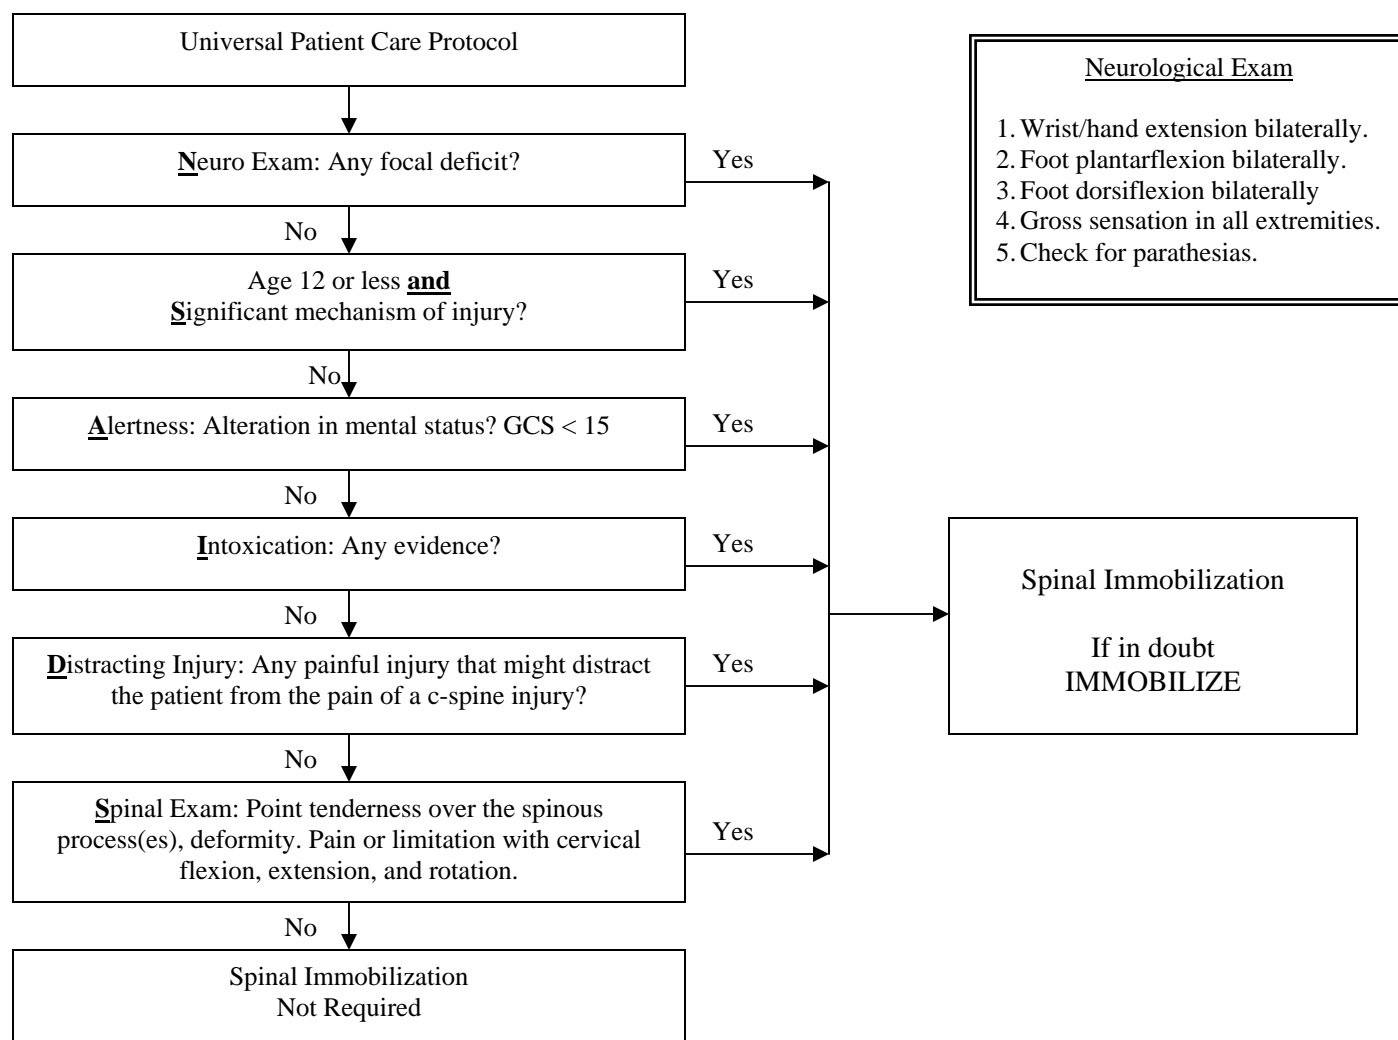 Universal Patient Care Protocol
Neuro Exam: Any focal deficit?
Yes
No
Age 12 or less and
Significant mechanism of injury?
Yes
No
Alertness: Alteration in mental status? GCS < 15
Yes
No
Intoxication: Any evidence?
Yes
No
Distracting Injury: Any painful injury that might distract
the patient from the pain of a c-spine injury?
Yes
No
Spinal Exam: Point tenderness over the spinous
process(es), deformity. Pain or limitation with cervical
flexion, extension, and rotation.
Yes
No
Spinal Immobilization
Not Required
Neurological Exam
1. Wrist/hand extension bilaterally.
2. Foot plantarflexion bilaterally.
3. Foot dorsiflexion bilaterally
4. Gross sensation in all extremities.
5. Check for parathesias.
Spinal Immobilization
If in doubt
IMMOBILIZE